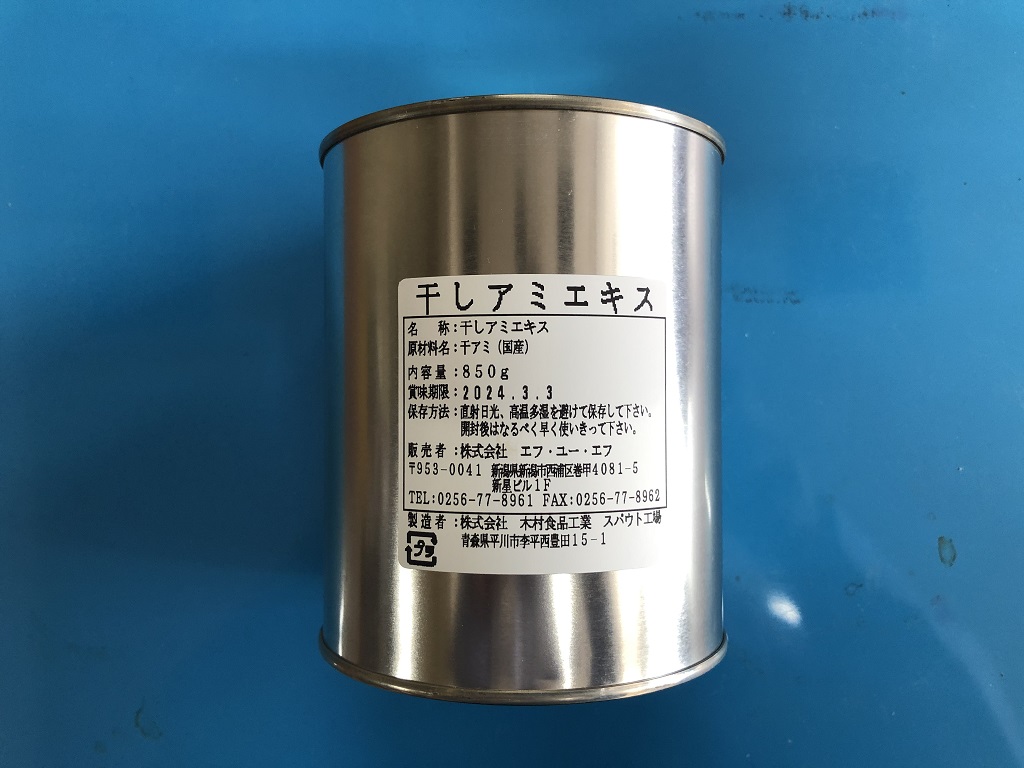 干しアミエキス
名　称：干しアミエキス
原材料名：干アミ（国産）
内容量：８５０ｇ
賞味期限：２０２４．３．３
保存方法：直射日光、高温多湿を避けて保存して下さい。
開封後はなるべく早く使いきって下さい。
販売者：株式会社　エフ・ユー・エフ
〒953-0041 新潟県新潟市西蒲区巻甲4081-5
新星ビル1F
TEL:0256-77-8961 FAX:0256-77-8962
製造者：株式会社　木村食品工業　スパウト工場
青森県平川市李平西豊田15-1
プラ